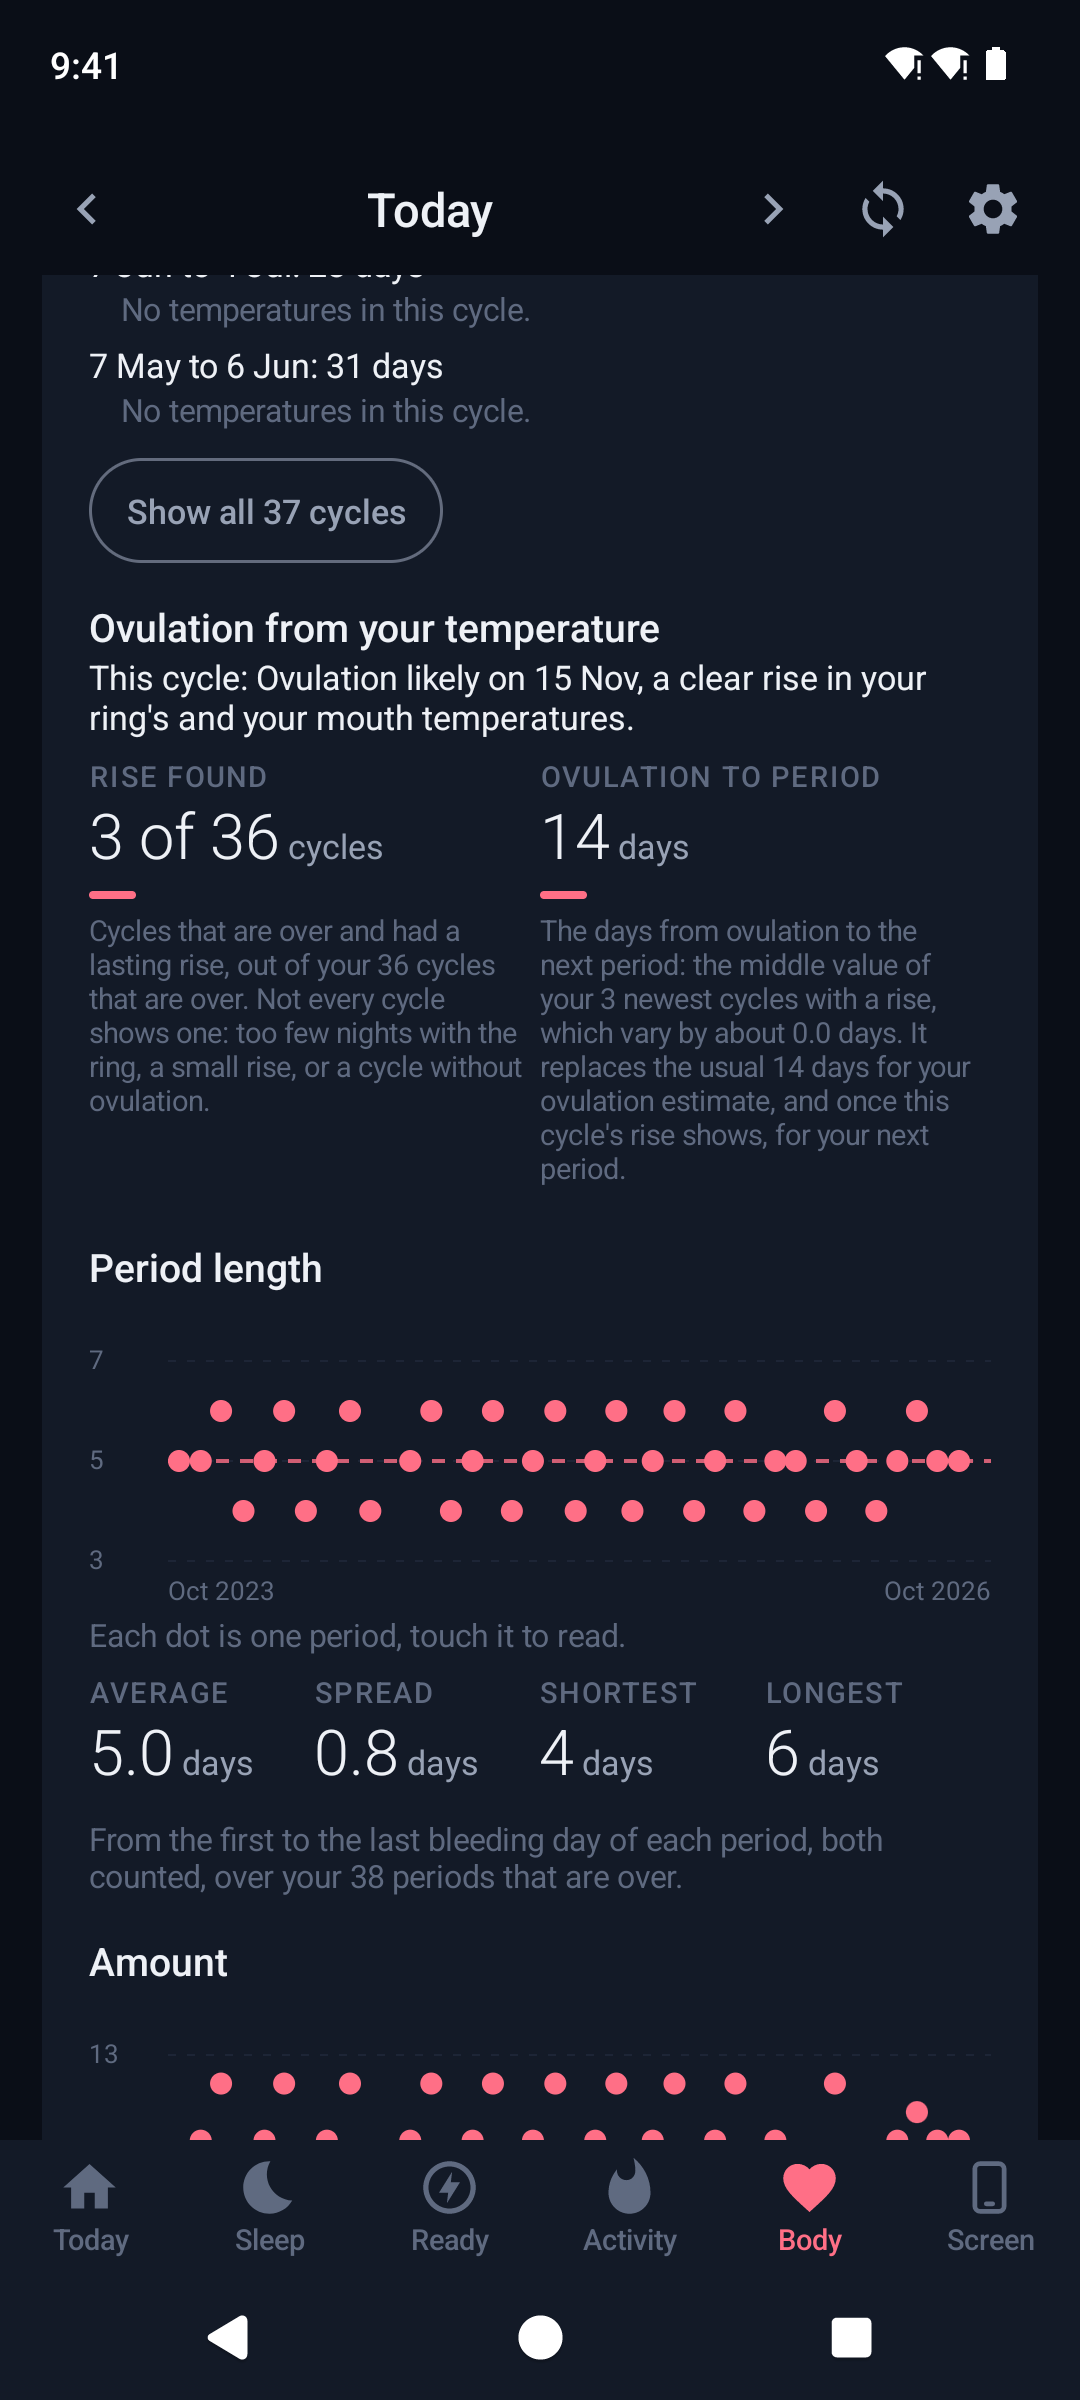 9:41
Today
No temperatures in this cycle.
7 May to 6 Jun: 31 days
No temperatures in this cycle.
Show all 37 cycles
Ovulation from your temperature
This cycle: Ovulation likely on 15 Nov, a clear rise in your
ring's and your mouth temperatures.
RISE FOUND
3 of 36 cycles
Cycles that are over and had a
lasting rise, out of your 36 cycles
that are over. Not every cycle
shows one: too few nights with the
ring, a small rise, or a cycle without
ovulation.
OVULATION TO PERIOD
14 days
The days from ovulation to the
next period: the middle value of
your 3 newest cycles with a rise,
which vary by about 0.0 days. It
replaces the usual 14 days for your
ovulation estimate, and once this
cycle's rise shows, for your next
period.
Period length
7
5
3
Oct 2023 Oct 2026
Each dot is one period, touch it to read.
AVERAGE SPREAD SHORTEST LONGEST
5.0 days 0.8 days 4 days 6 days
From the first to the last bleeding day of each period, both
counted, over your 38 periods that are over.
Amount
13
Today Sleep Ready Activity Body Screen